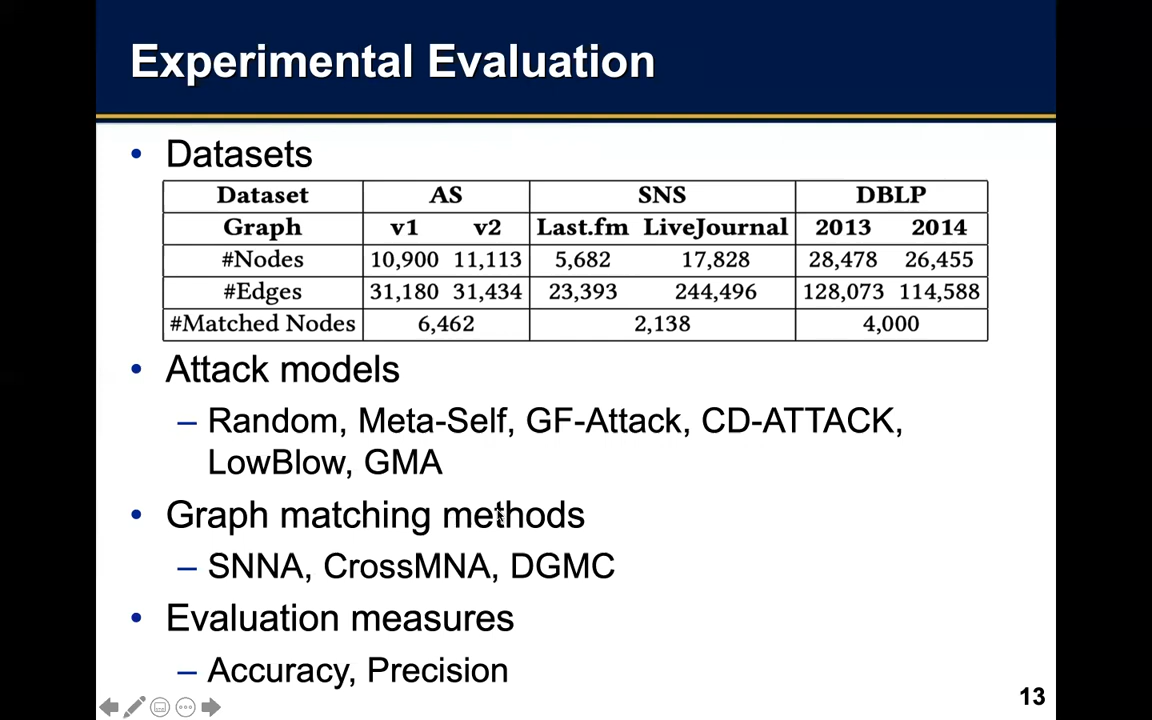 Experimental Evaluation
• Datasets
Dataset AS SNS DBLP
Graph v1 v2 Last.fm LiveJournal 2013 2014
#Nodes 10,900 11,113 5,682 17,828 28,478 26,455
#Edges 31,180 31,434 23,393 244,496 128,073 114,588
#Matched Nodes 6,462 2,138 4,000
• Attack models
– Random, Meta-Self, GF-Attack, CD-ATTACK,
LowBlow, GMA
• Graph matching methods
– SNNA, CrossMNA, DGMC
• Evaluation measures
– Accuracy, Precision
13